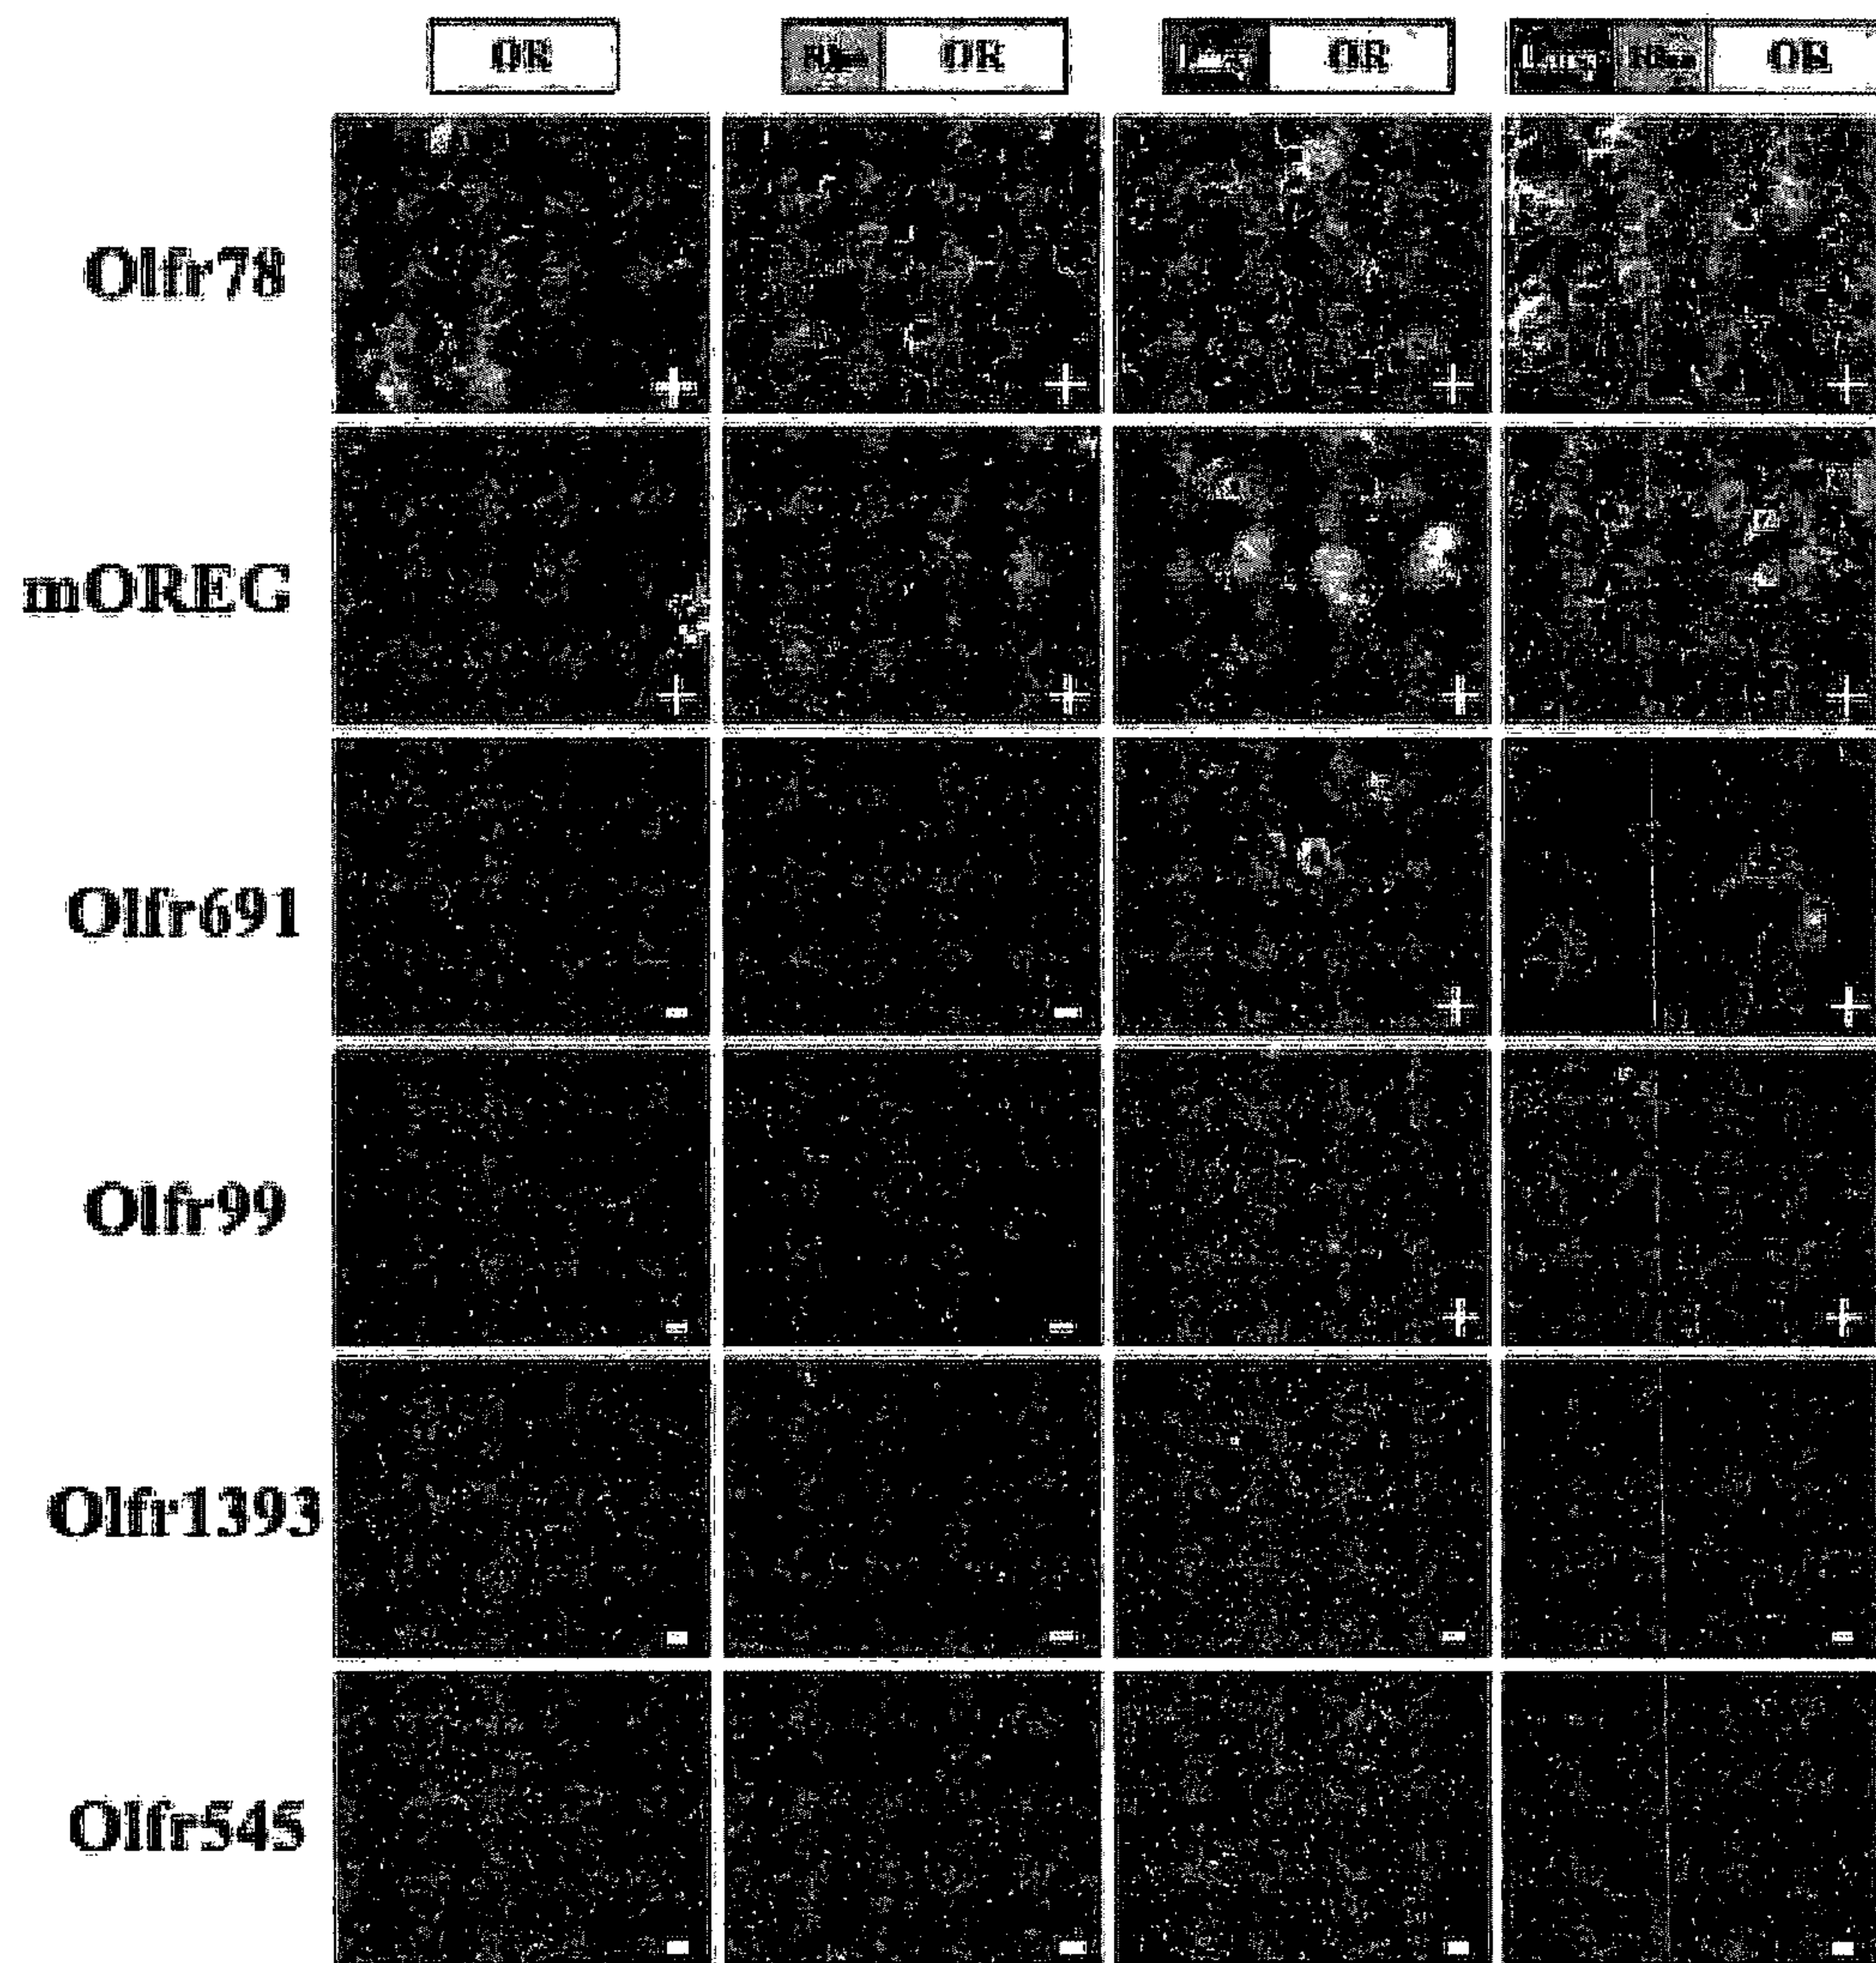 OR OR OR OR
Olfr78 + + + +
mOREG + + + +
Olfr691 - - + +
Olfr99 - - + +
Olfr1393 - - - -
Olfr545 - - - -